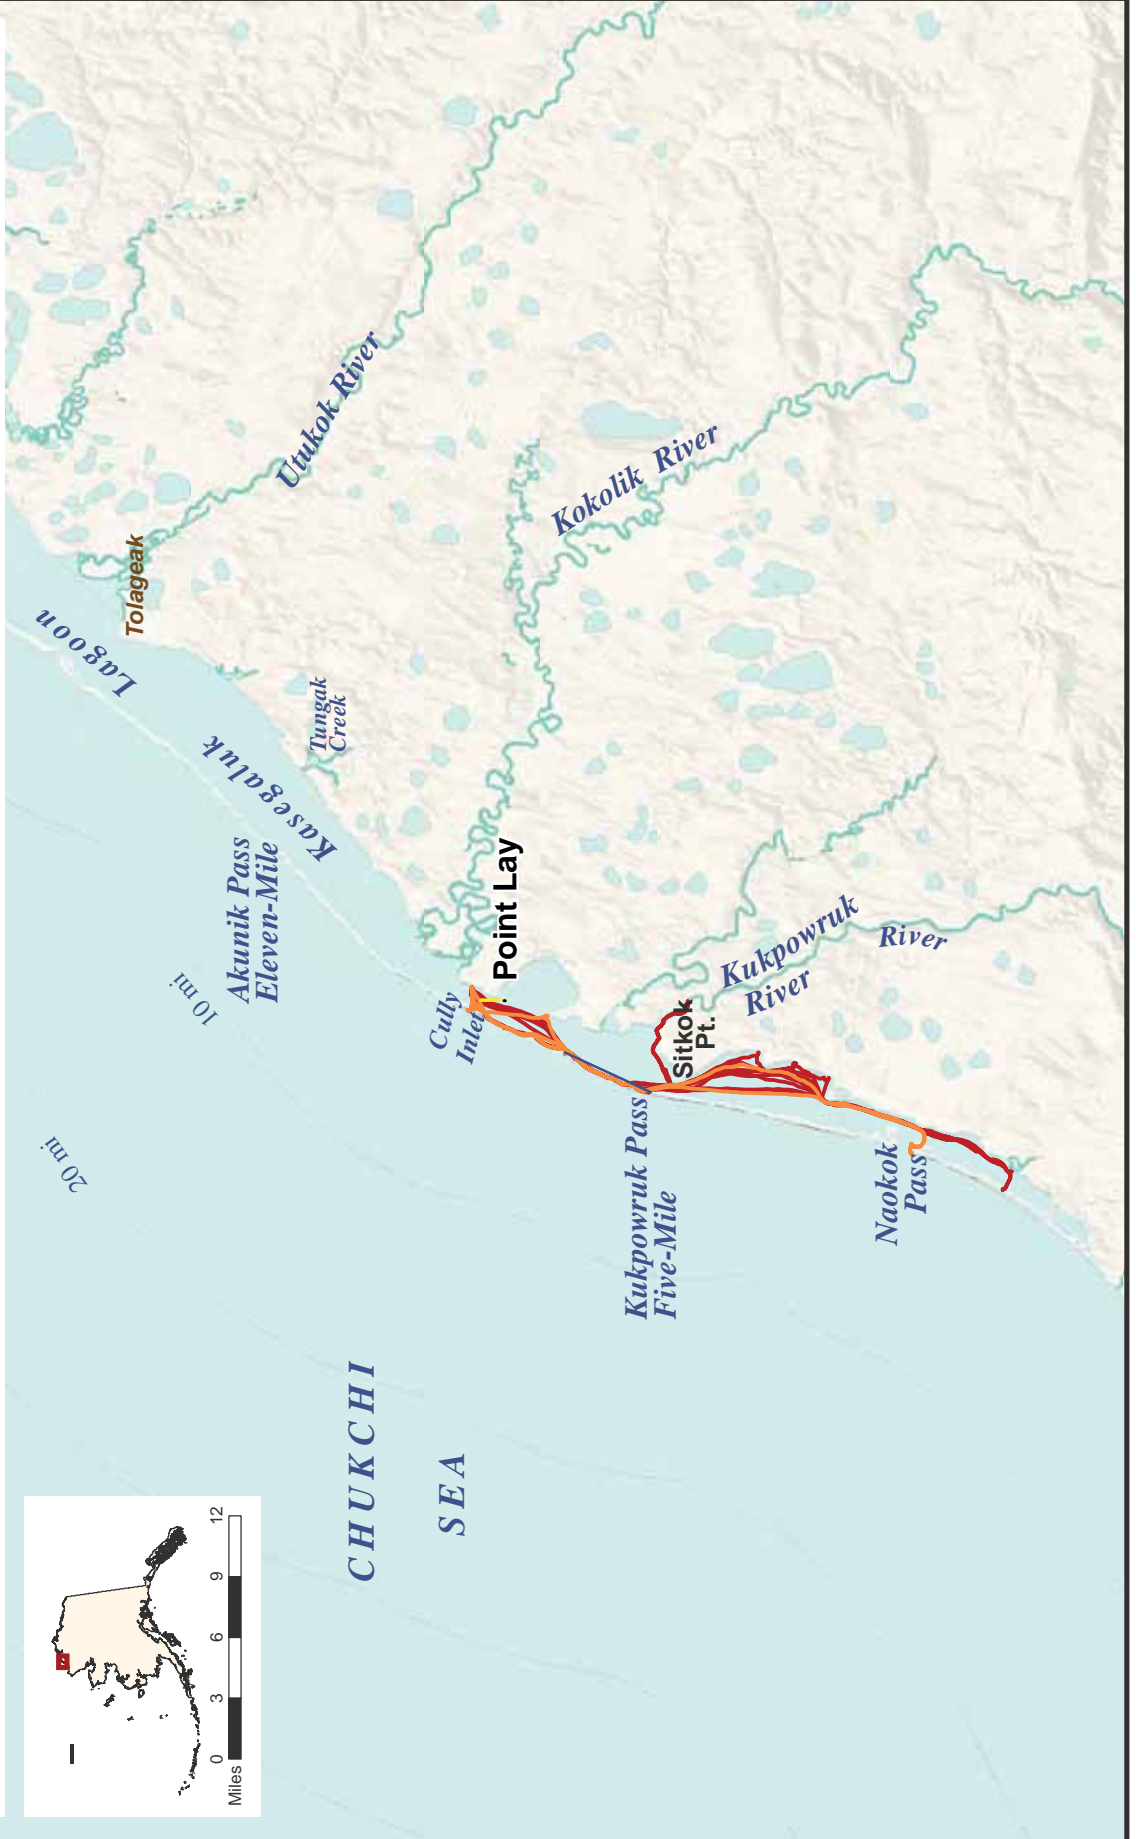 Lagoon
Tolageak
Utukok River
Kasegaluk
Tungak
Creek
Akunik Pass
Eleven-Mile
10 mi
20 mi
Kokolik River
Point Lay
Cully
Inlet
Kukpowruk
River
River
Sitkok
Pt.
Kukpowruk Pass
Five-Mile
Naokok
Pass
CHUKCHI
SEA
0 3 6 9 12
Miles